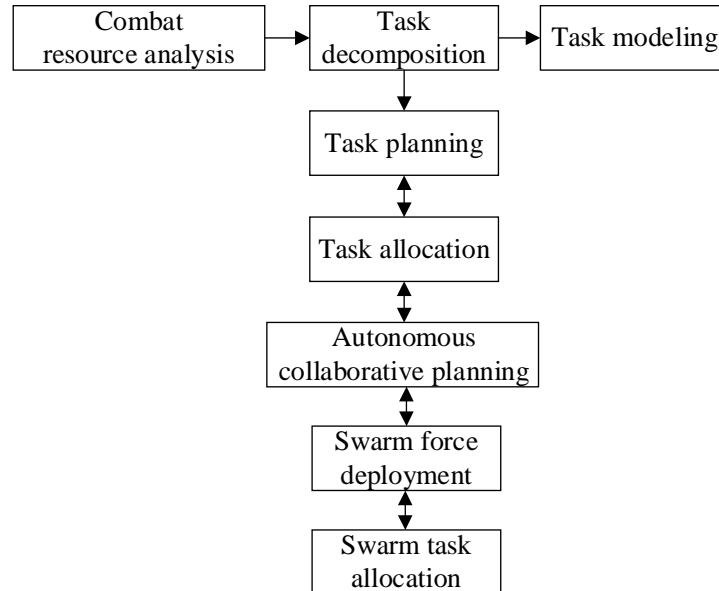 Combat
resource analysis
Task
decomposition
Task modeling
Task planning
Task allocation
Autonomous
collaborative planning
Swarm force
deployment
Swarm task
allocation